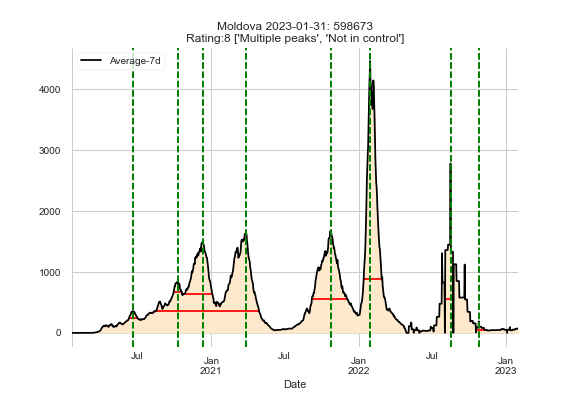 Moldova 2023-01-31: 598673
Rating:8 ['Multiple peaks', 'Not in control']
Average-7d
4000
3000
2000
1000
0
Jul
Jan
2021
Jul
Jan
2022
Jul
Jan
2023
Date